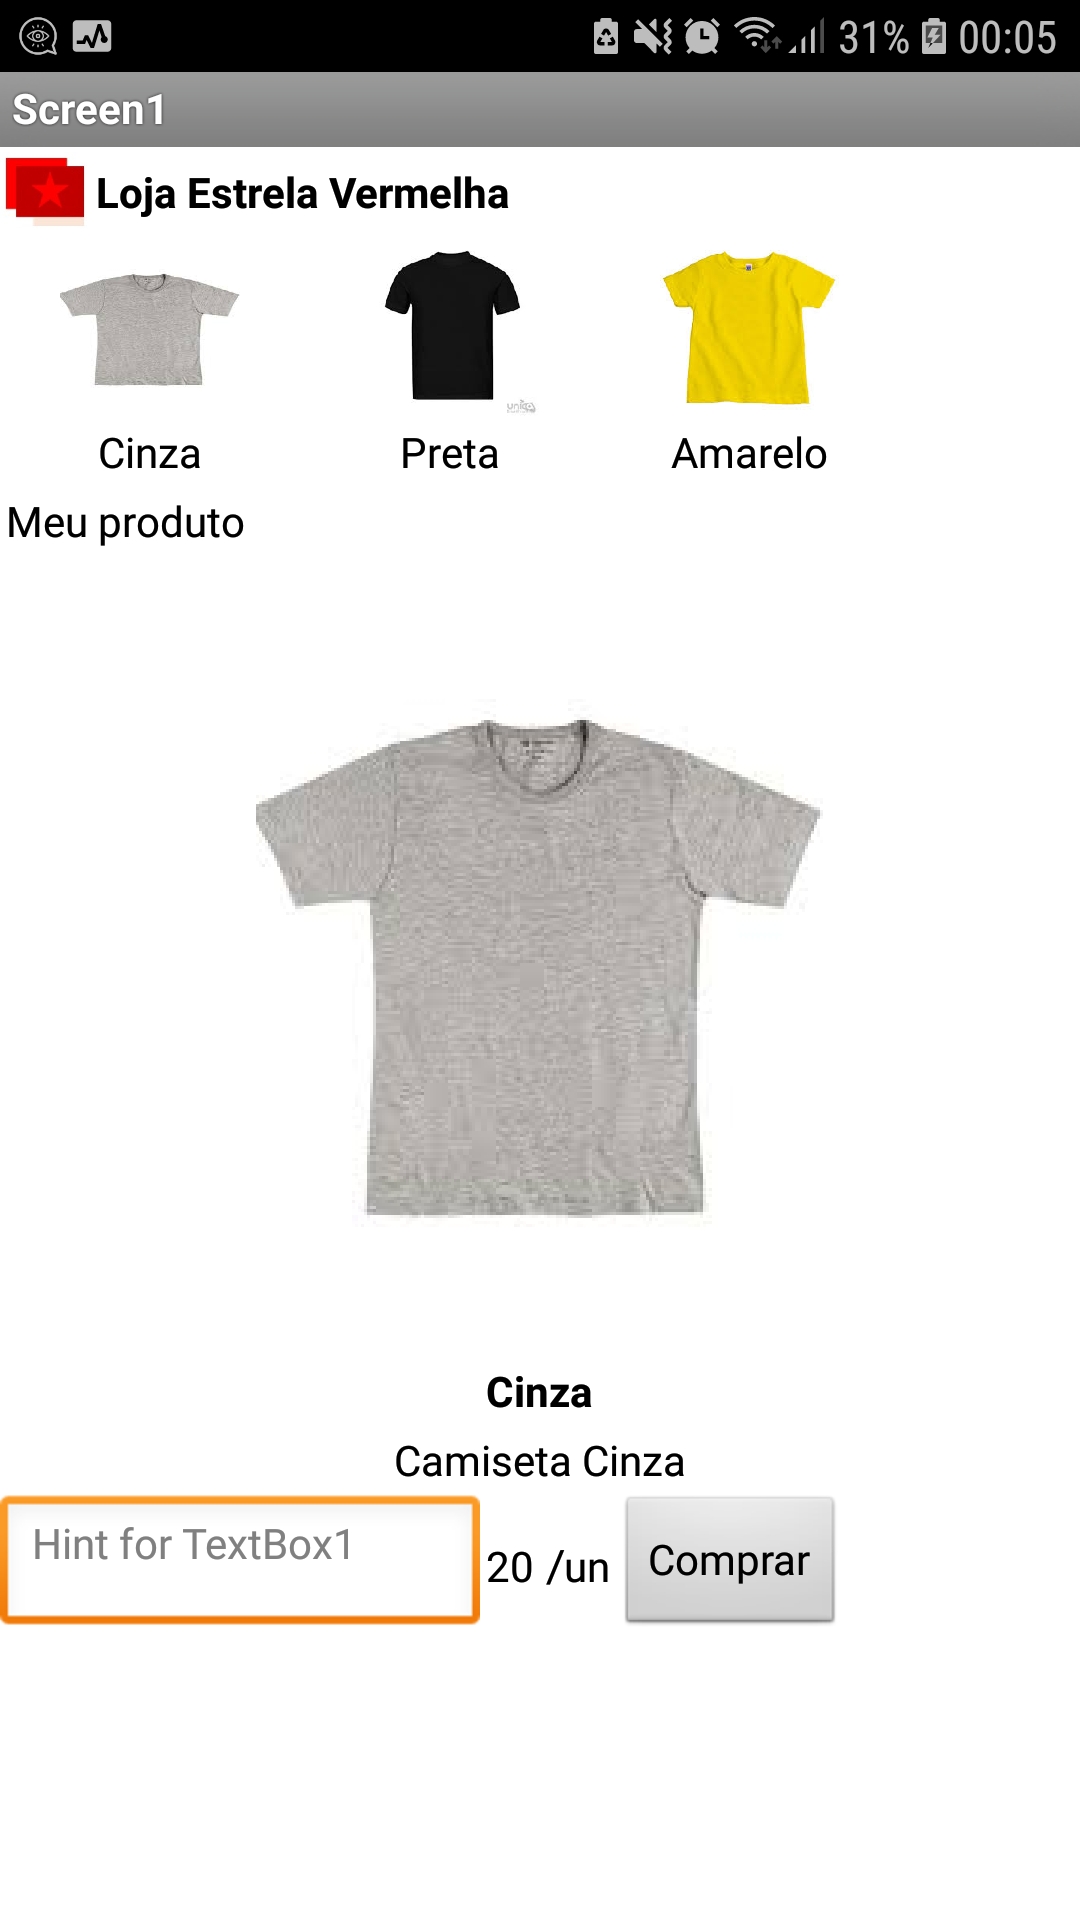 31% 00:05
Screen1
Loja Estrela Vermelha
Cinza Preta Amarelo
Meu produto
Cinza
Camiseta Cinza
Hint for TextBox1 20 /un Comprar